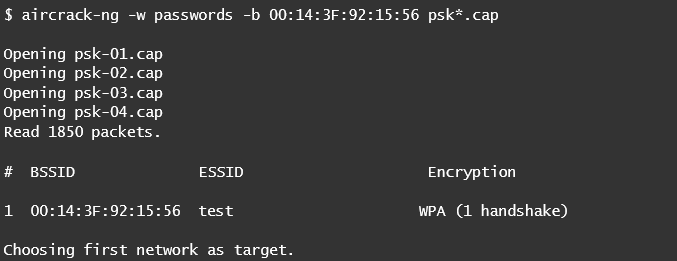 $ aircrack-ng -w passwords -b 00:14:3F:92:15:56 psk*.cap
Opening psk-01.cap
Opening psk-02.cap
Opening psk-03.cap
Opening psk-04.cap
Read 1850 packets.
# BSSID ESSID Encryption
1 00:14:3F:92:15:56 test WPA (1 handshake)
Choosing first network as target.